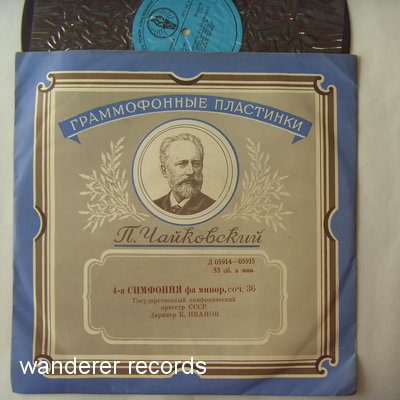 ГРАММОФОННЫЕ ПЛАСТИНКИ
П. Чайковский
Д 05914—05915
33 об. в мин.
4-я СИМФОНИЯ фа минор, соч. 36
Государственный симфонический
оркестр СССР
Дирижер К. ИВАНОВ
wanderer records